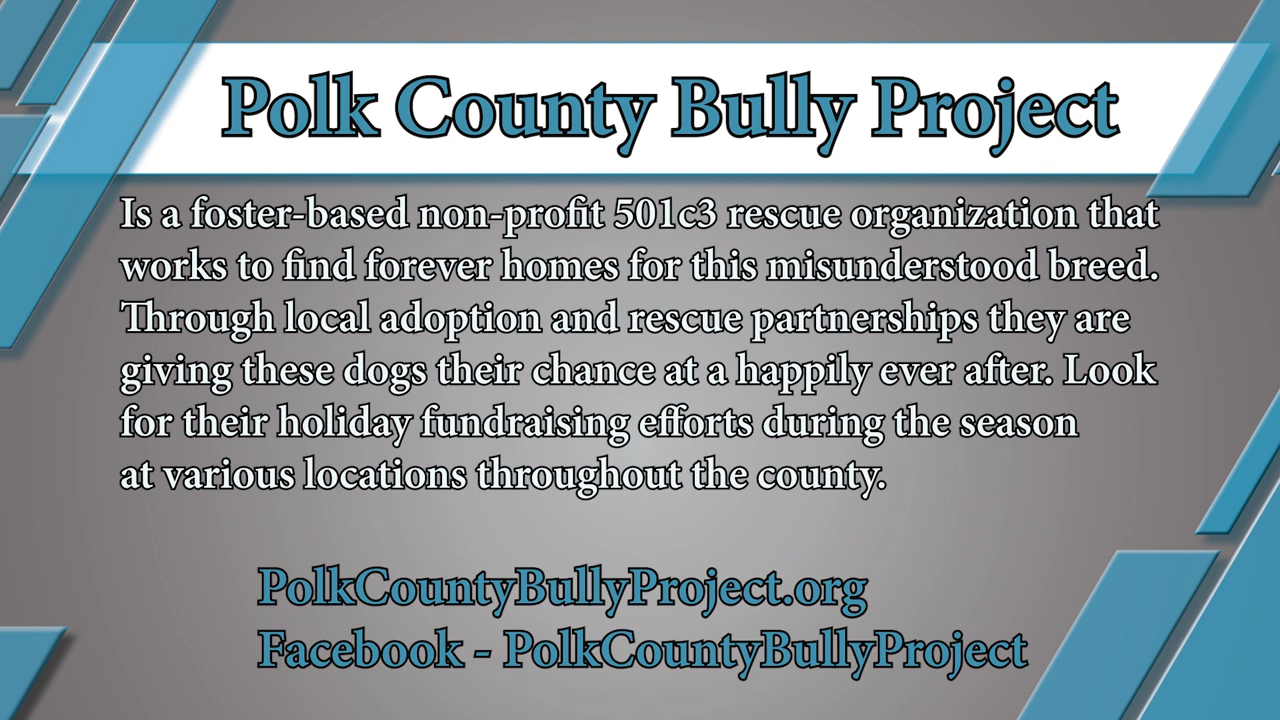 Polk County Bully Project
Is a foster-based non-profit 501c3 rescue organization that
works to find forever homes for this misunderstood breed.
Through local adoption and rescue partnerships they are
giving these dogs their chance at a happily ever after. Look
for their holiday fundraising efforts during the season
at various locations throughout the county.
PolkCountyBullyProject.org
Facebook - PolkCountyBullyProject